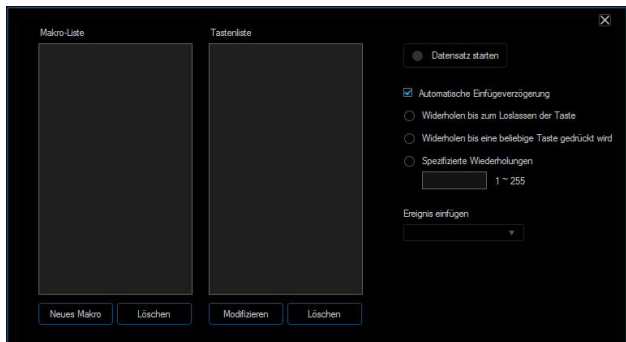 Makro-Liste
Tastenliste
Datensatz starten
Automatische Einfügeverzögerung
Widerholen bis zum Loslassen der Taste
Widerholen bis eine beliebige Taste gedrückt wird
Spezifizierte Wiederholungen
1 ~ 255
Ereignis einfügen
Neues Makro
Löschen
Modifizieren
Löschen